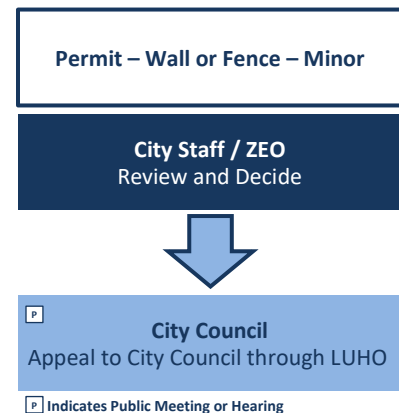 Permit – Wall or Fence – Minor
City Staff / ZEO
Review and Decide
P
City Council
Appeal to City Council through LUHO
P Indicates Public Meeting or Hearing